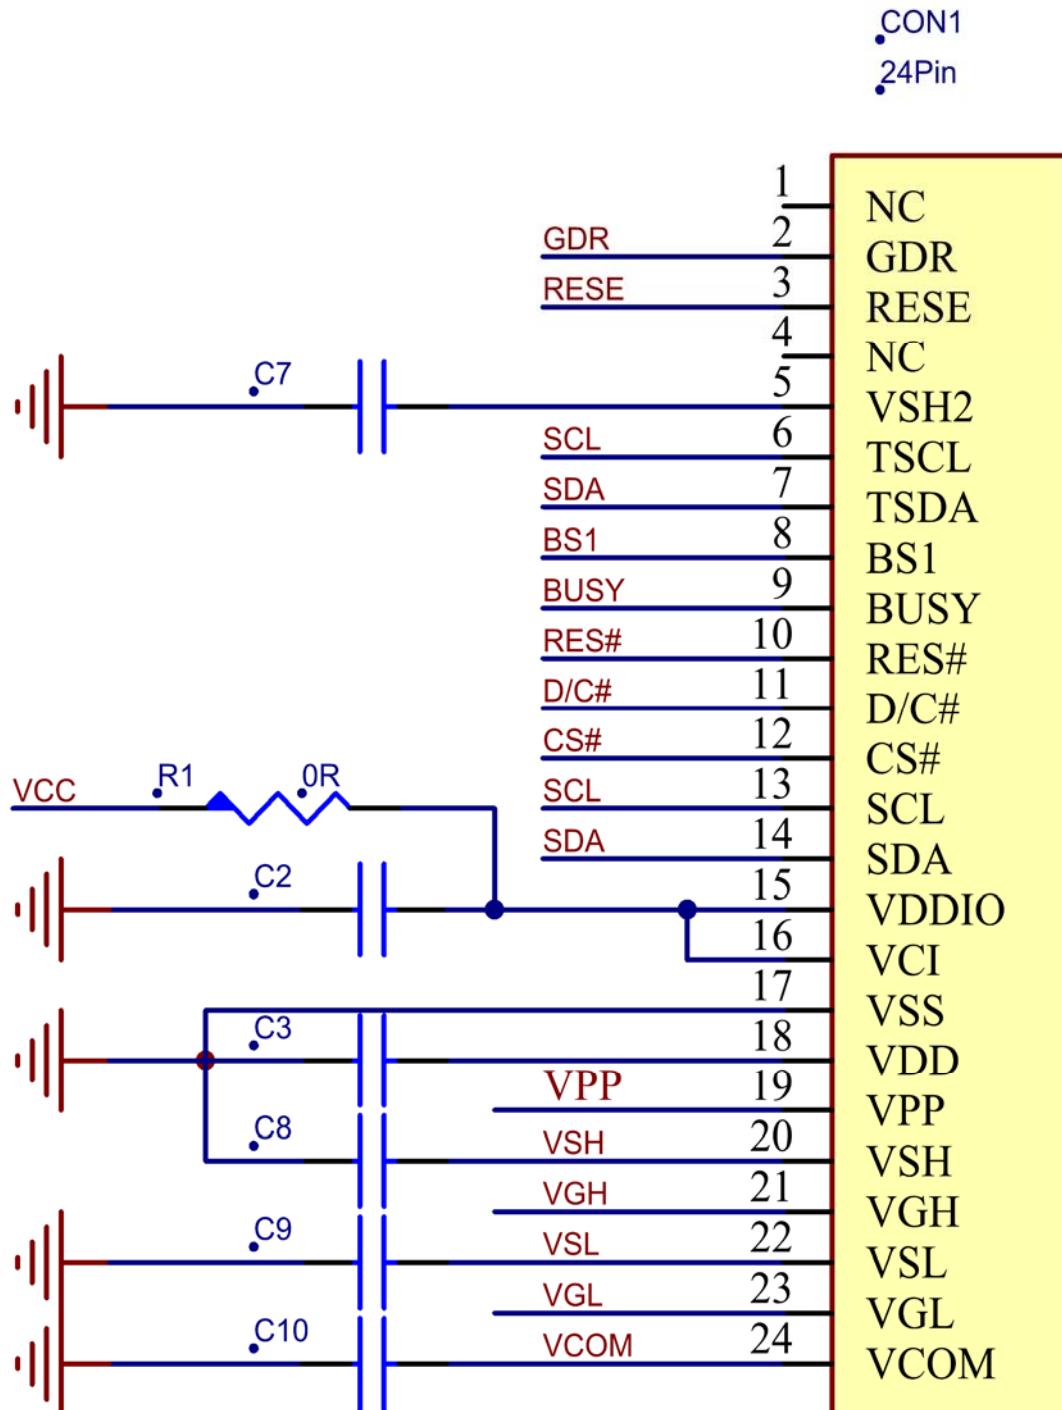 CON1
24Pin
1 NC
GDR 2 GDR
RESE 3 RESE
4 NC
C7 5 VSH2
SCL 6 TSCL
SDA 7 TSDA
BS1 8 BS1
BUSY 9 BUSY
RES# 10 RES#
D/C# 11 D/C#
CS# 12 CS#
VCC R1 0R SCL 13 SCL
SDA 14 SDA
C2 15 VDDIO
16 VCI
17 VSS
C3 18 VDD
VPP 19 VPP
C8 VSH 20 VSH
VGH 21 VGH
C9 VSL 22 VSL
VGL 23 VGL
C10 VCOM 24 VCOM